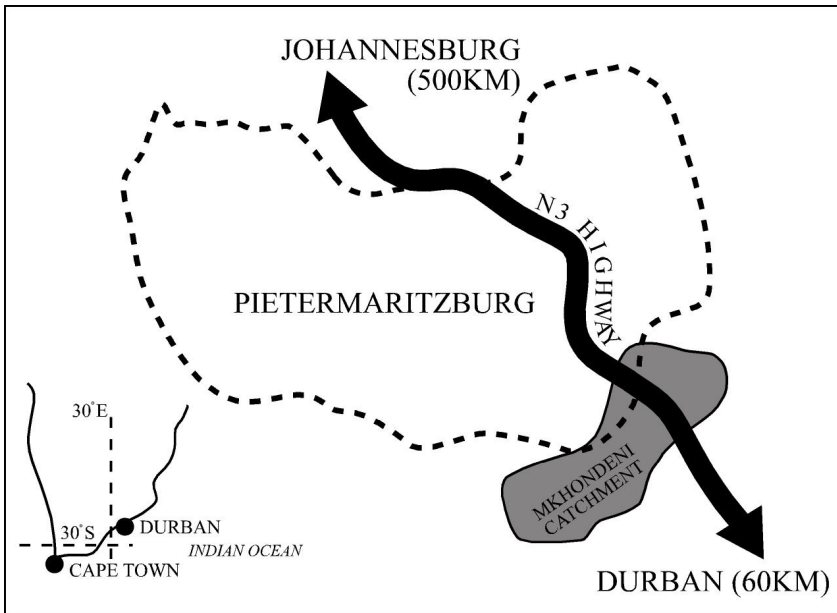 JOHANNESBURG
(500KM)
N3 HIGHWAY
PIETERMARITZBURG
MKHONDENI
CATCHMENT
30°E
30°S
DURBAN
INDIAN OCEAN
CAPE TOWN
DURBAN (60KM)